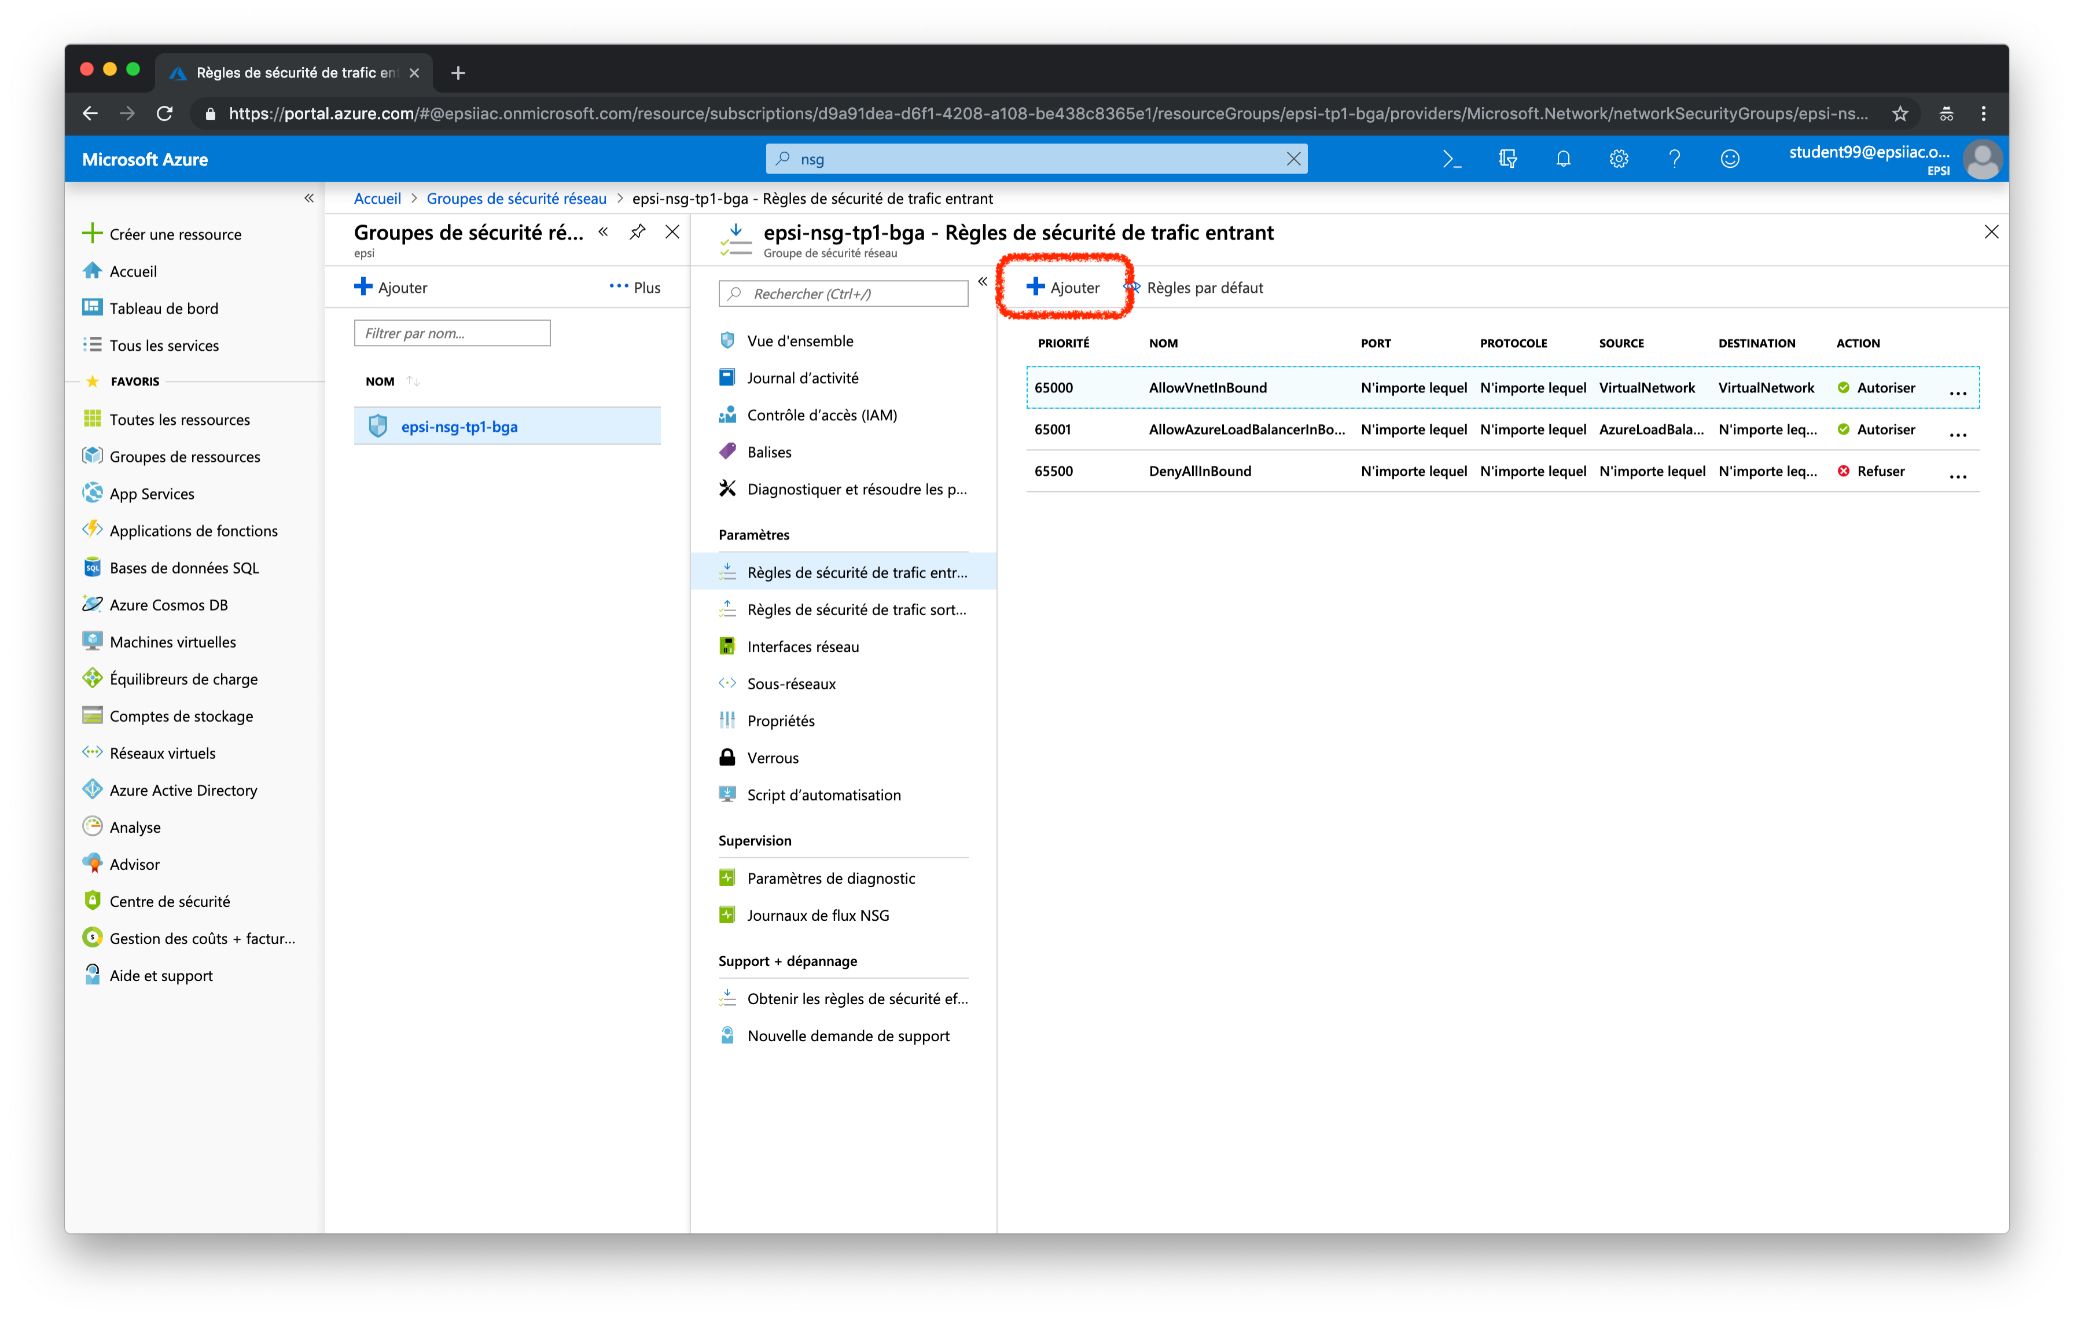 Règles de sécurité de trafic en
https://portal.azure.com/#@epsiiac.onmicrosoft.com/resource/subscriptions/d9a91dea-d6f1-4208-a108-be438c8365e1/resourceGroups/epsi-tp1-bga/providers/Microsoft.Network/networkSecurityGroups/epsi-ns...
Microsoft Azure
nsg
student99@epsiiac.o...
EPSI
Accueil > Groupes de sécurité réseau > epsi-nsg-tp1-bga - Règles de sécurité de trafic entrant
Créer une ressource
Accueil
Tableau de bord
Tous les services
FAVORIS
Toutes les ressources
Groupes de ressources
App Services
Applications de fonctions
Bases de données SQL
Azure Cosmos DB
Machines virtuelles
Équilibreurs de charge
Comptes de stockage
Réseaux virtuels
Azure Active Directory
Analyse
Advisor
Centre de sécurité
Gestion des coûts + factur...
Aide et support
Groupes de sécurité ré...
epsi
Ajouter
Plus
Filtrer par nom...
NOM
epsi-nsg-tp1-bga
epsi-nsg-tp1-bga - Règles de sécurité de trafic entrant
Groupe de sécurité réseau
Rechercher (Ctrl+/)
Vue d'ensemble
Journal d'activité
Contrôle d'accès (IAM)
Balises
Diagnostiquer et résoudre les p...
Paramètres
Règles de sécurité de trafic entr...
Règles de sécurité de trafic sort...
Interfaces réseau
Sous-réseaux
Propriétés
Verrous
Script d'automatisation
Supervision
Paramètres de diagnostic
Journaux de flux NSG
Support + dépannage
Obtenir les règles de sécurité ef...
Nouvelle demande de support
Ajouter
Règles par défaut
PRIORITÉ NOM PORT PROTOCOLE SOURCE DESTINATION ACTION
65000 AllowVnetInBound N'importe lequel N'importe lequel VirtualNetwork VirtualNetwork Autoriser ...
65001 AllowAzureLoadBalancerInBo... N'importe lequel N'importe lequel AzureLoadBala... N'importe leq... Autoriser ...
65500 DenyAllInBound N'importe lequel N'importe lequel N'importe lequel N'importe leq... Refuser ...